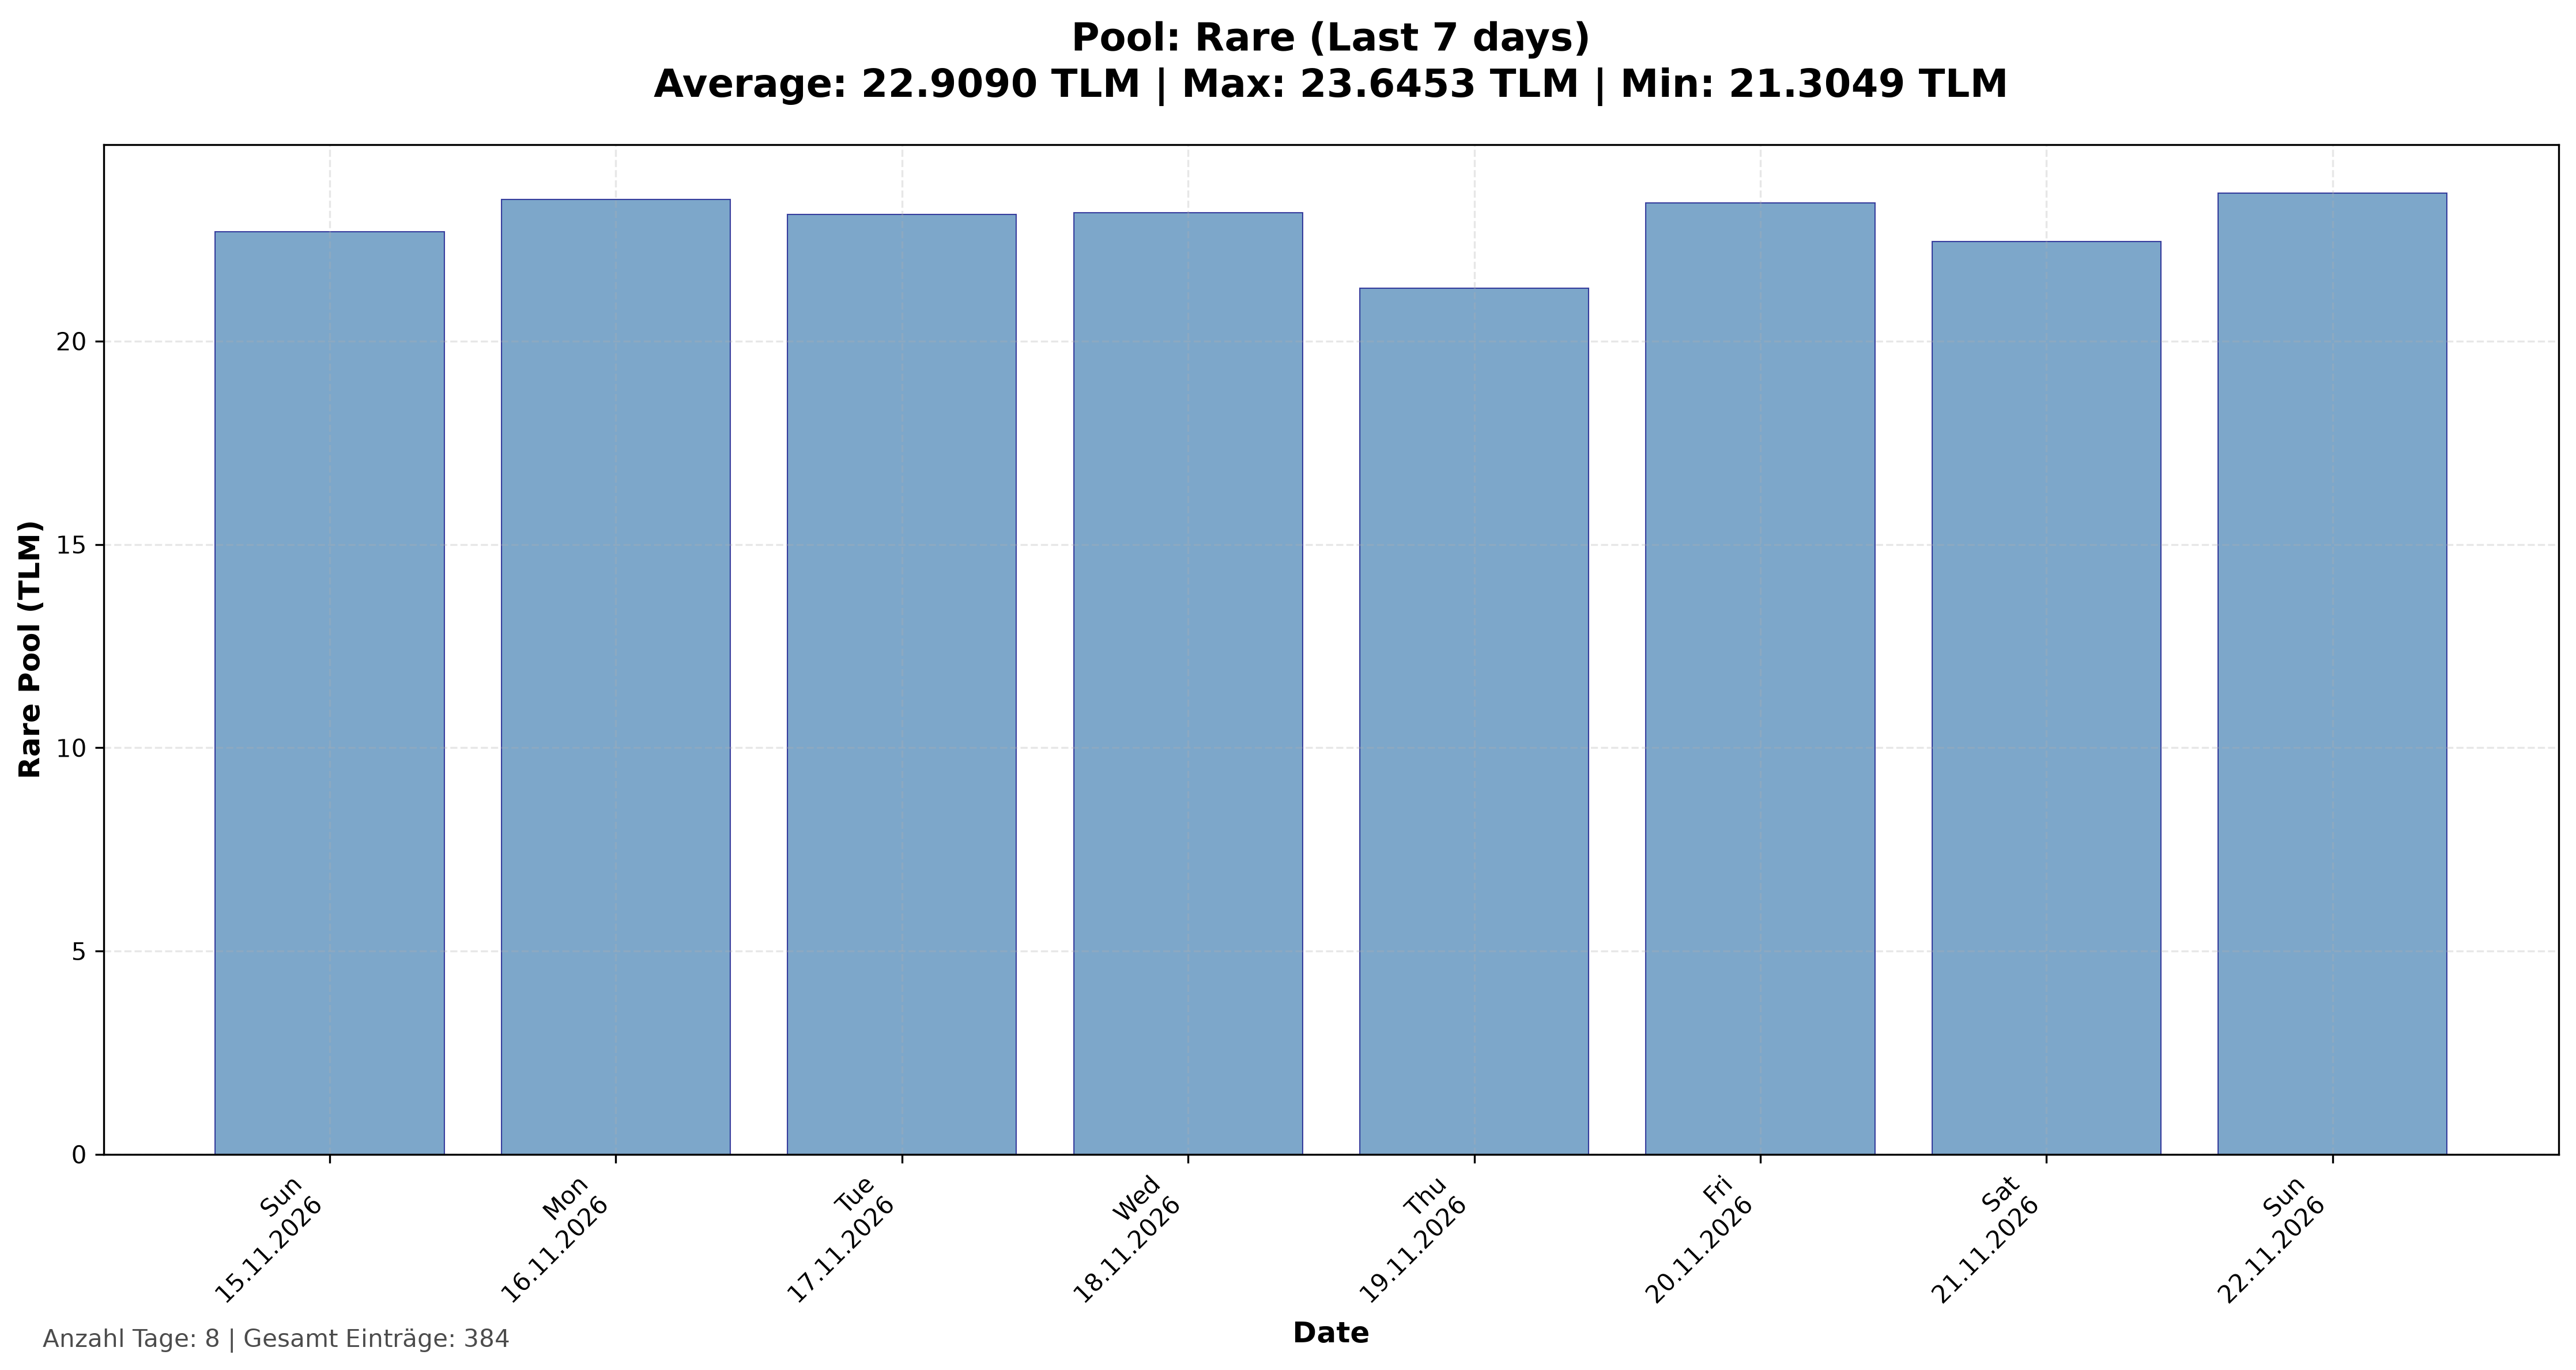 Pool: Rare (Last 7 days)
Average: 22.9090 TLM | Max: 23.6453 TLM | Min: 21.3049 TLM
Rare Pool (TLM)
20
15
10
5
0
Sun
15.11.2026
Mon
16.11.2026
Tue
17.11.2026
Wed
18.11.2026
Thu
19.11.2026
Fri
20.11.2026
Sat
21.11.2026
Sun
22.11.2026
Date
Anzahl Tage: 8 | Gesamt Einträge: 384